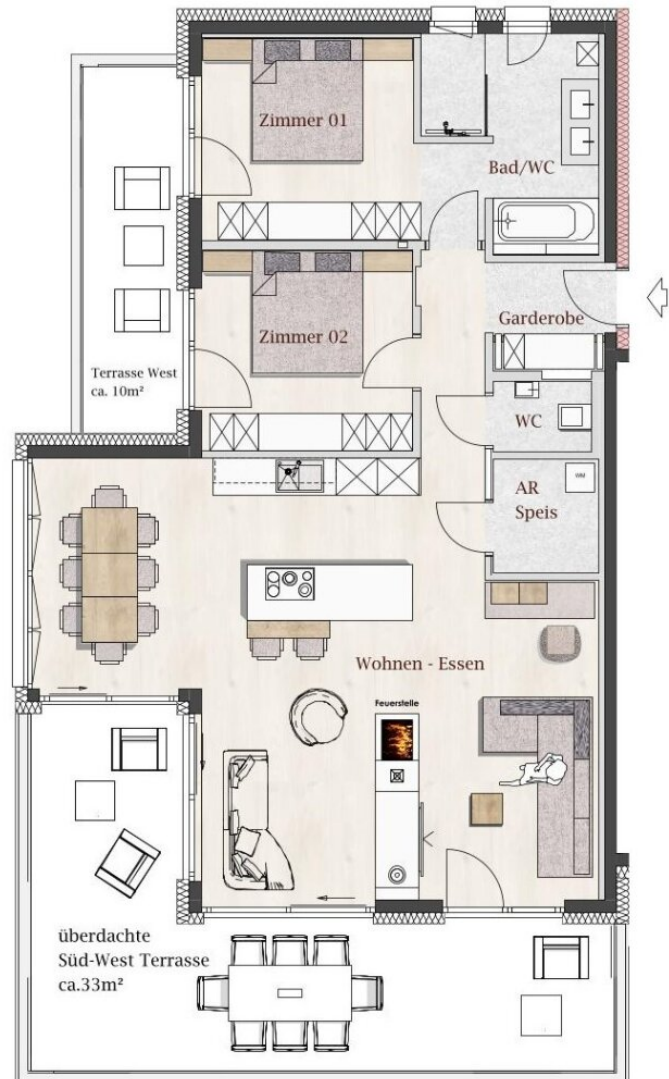 Zimmer 01
Bad/WC
Garderobe
Zimmer 02
Terrasse West
ca. 10m²
WC
AR
Speis
WM
Wohnen - Essen
Feuerstelle
überdachte
Süd-West Terrasse
ca.33m²